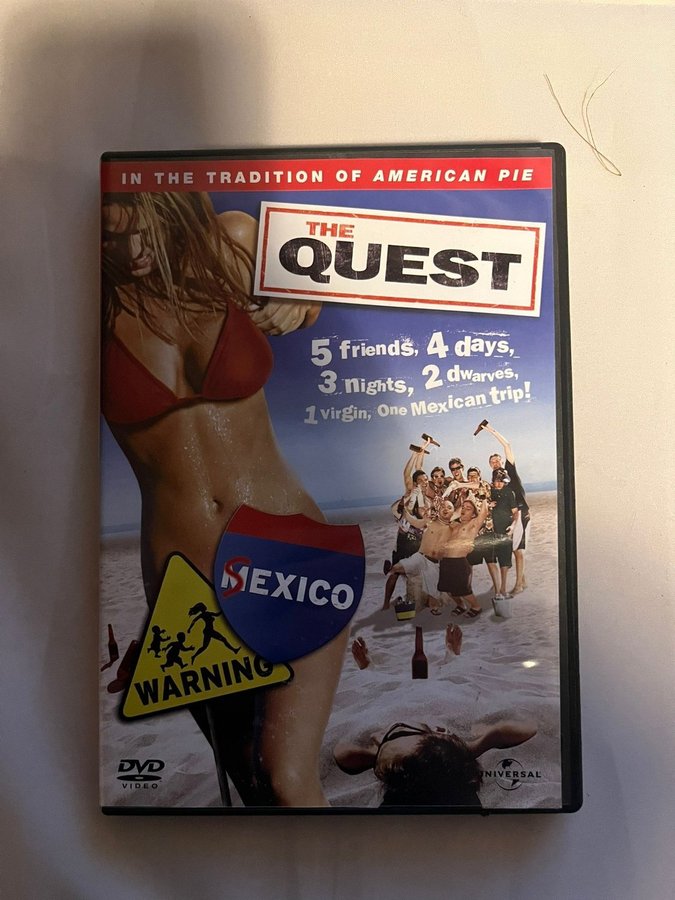 IN THE TRADITION OF AMERICAN PIE
THE
QUEST
5 friends, 4 days,
3 nights, 2 dwarves,
1 virgin, One Mexican trip!
SMEXICO
WARNING
DVD
VIDEO
UNIVERSAL